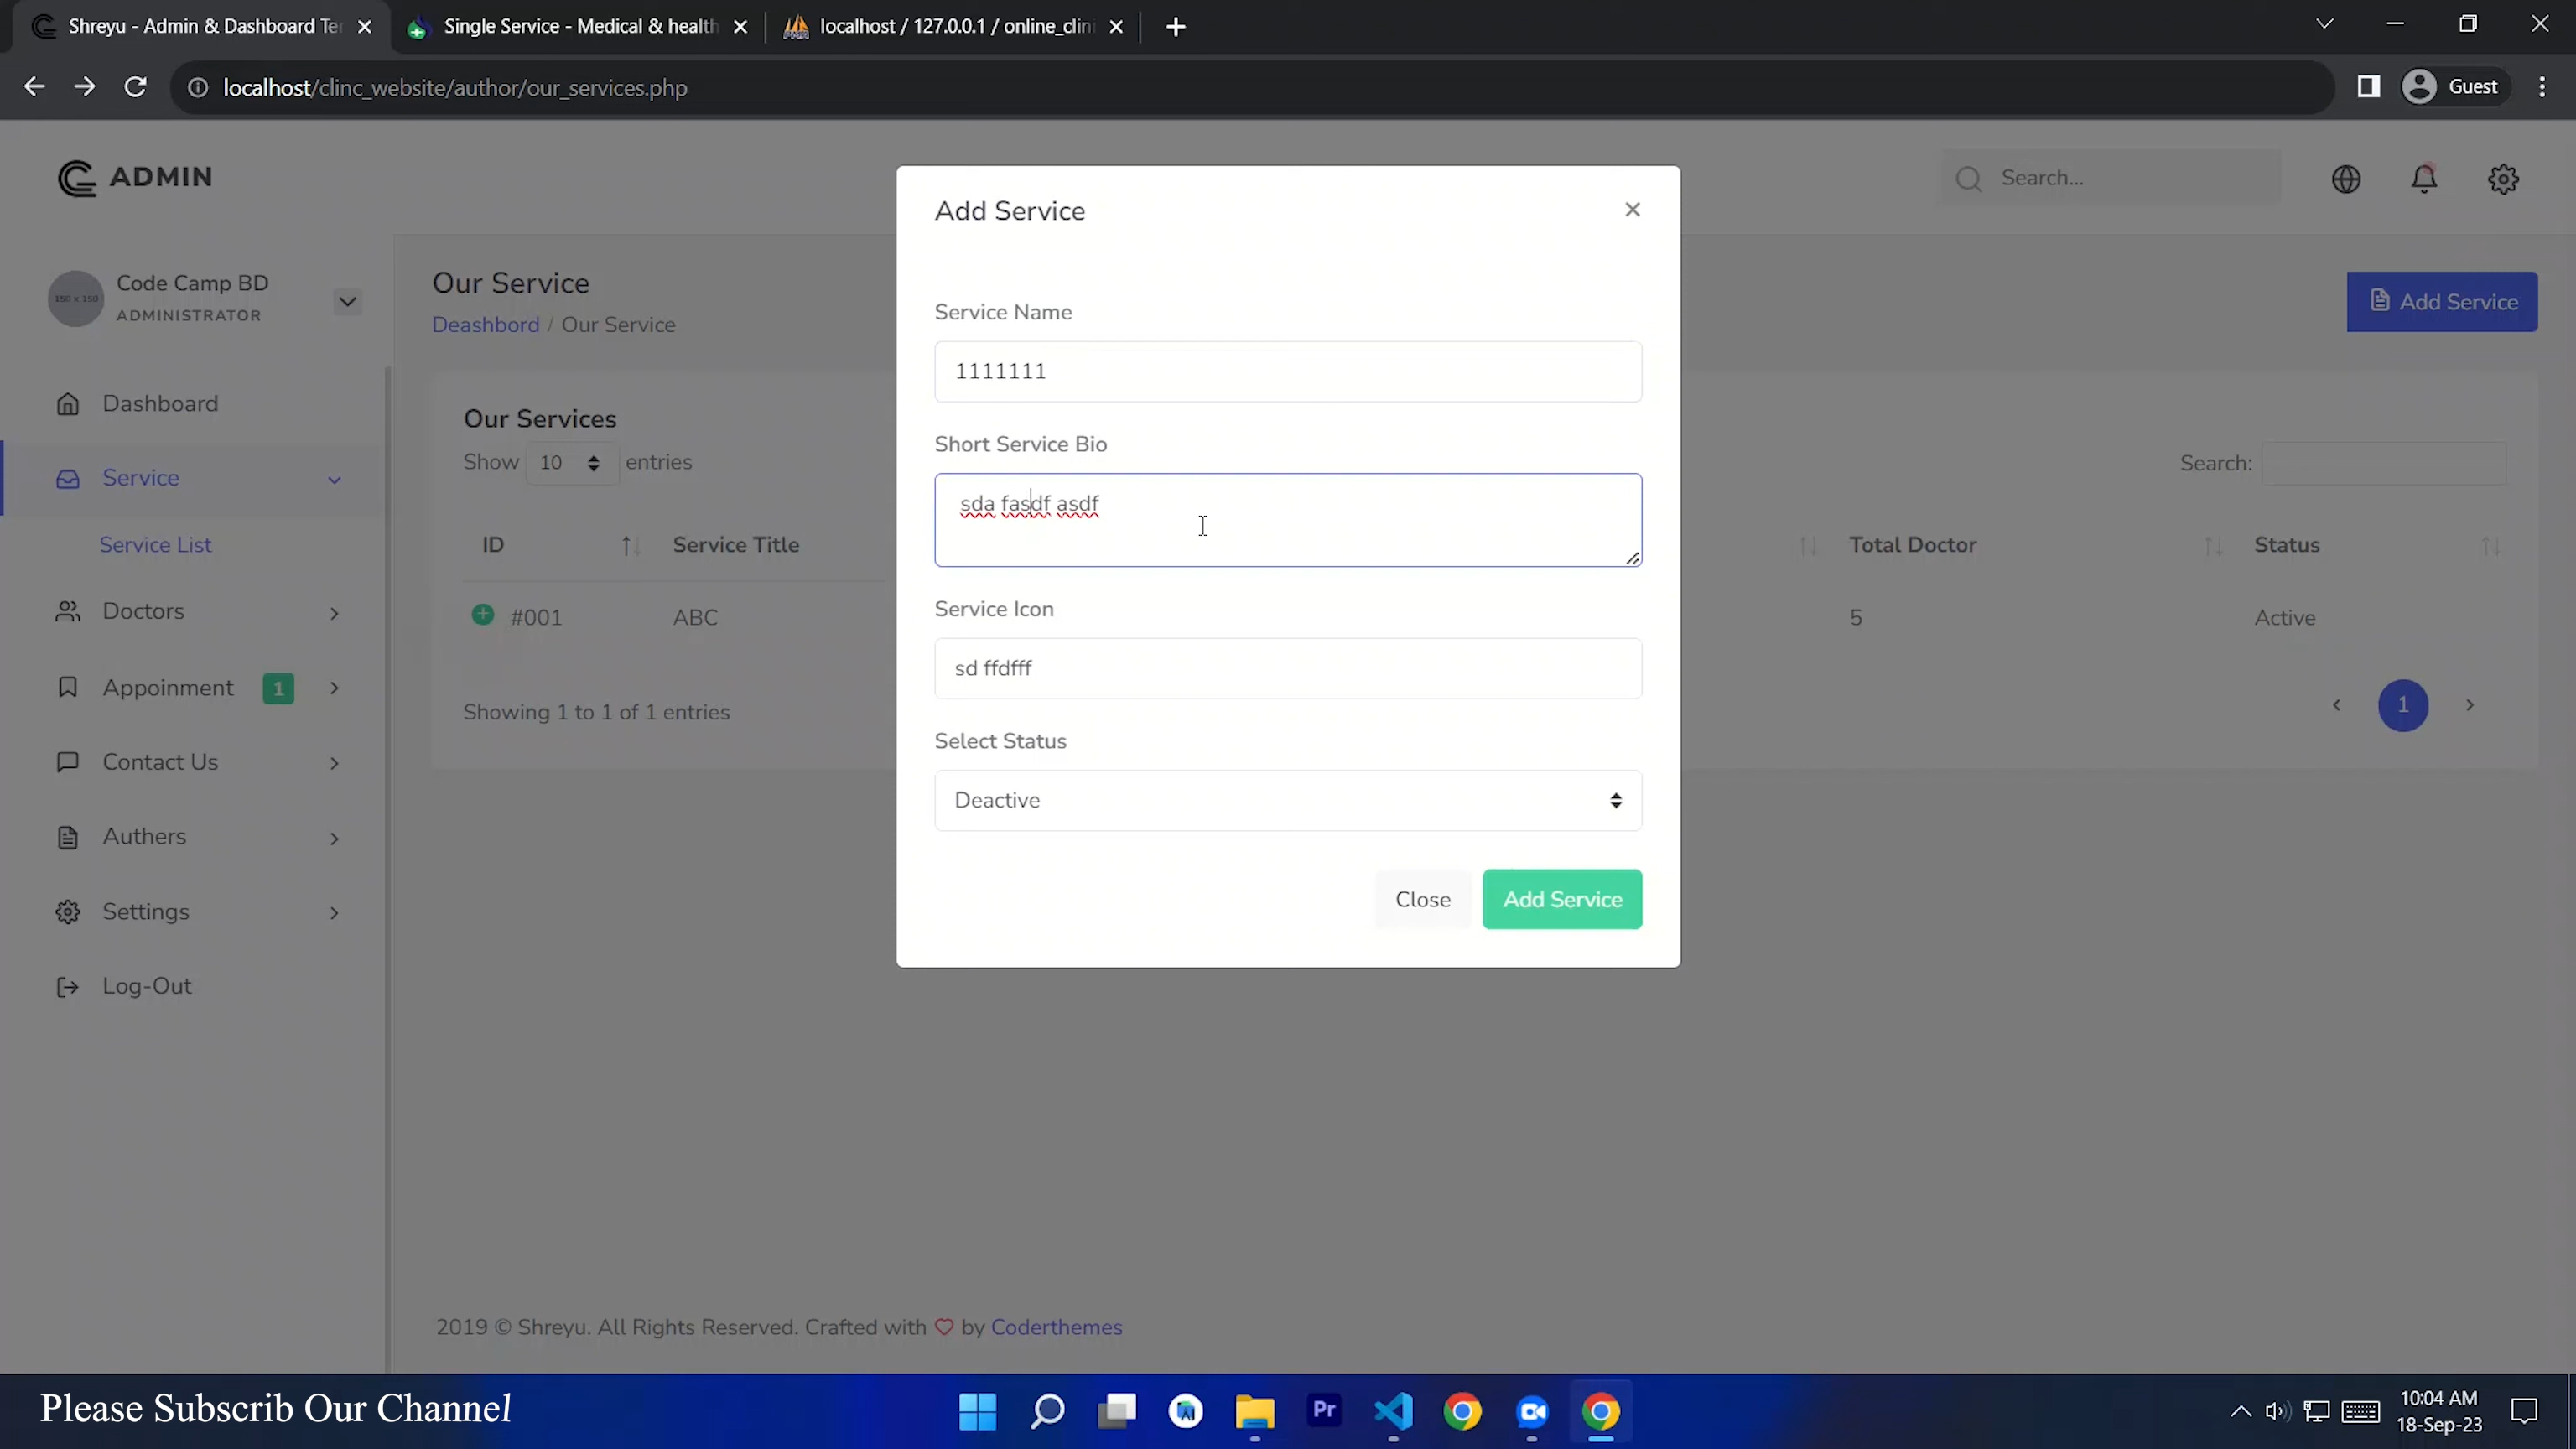 Shreyu - Admin & Dashboard Ter
Single Service - Medical & health
localhost / 127.0.0.1 / online_clini
localhost/clinc_website/author/our_services.php
Guest
ADMIN
Search...
Code Camp BD
ADMINISTRATOR
150 x 150
Dashboard
Service
Service List
Doctors
Appoinment 1
Contact Us
Authers
Settings
Log-Out
Our Service
Deashbord / Our Service
Add Service
Our Services
Show 10 entries
Search:
ID Service Title Total Doctor Status
#001 ABC 5 Active
Showing 1 to 1 of 1 entries
1
Add Service
Service Name
1111111
Short Service Bio
sda fasdf asdf
Service Icon
sd ffdfff
Select Status
Deactive
Close
Add Service
2019 © Shreyu. All Rights Reserved. Crafted with by Coderthemes
Please Subscrib Our Channel
Pr
10:04 AM
18-Sep-23